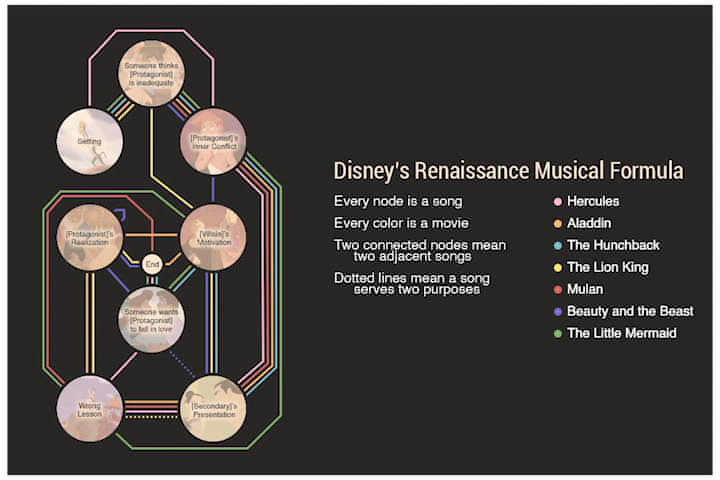 Someone thinks
[Protagonist]
is inadequate
Setting
[Protagonist]'s
Inner Conflict
[Protagonist]'s
Realization
[Villain]'s
Motivation
End
Someone wants
[Protagonist]
to fall in love
Wrong
Lesson
[Secondary]'s
Presentation
Disney's Renaissance Musical Formula
Every node is a song
Every color is a movie
Two connected nodes mean
two adjacent songs
Dotted lines mean a song
serves two purposes
Hercules
Aladdin
The Hunchback
The Lion King
Mulan
Beauty and the Beast
The Little Mermaid